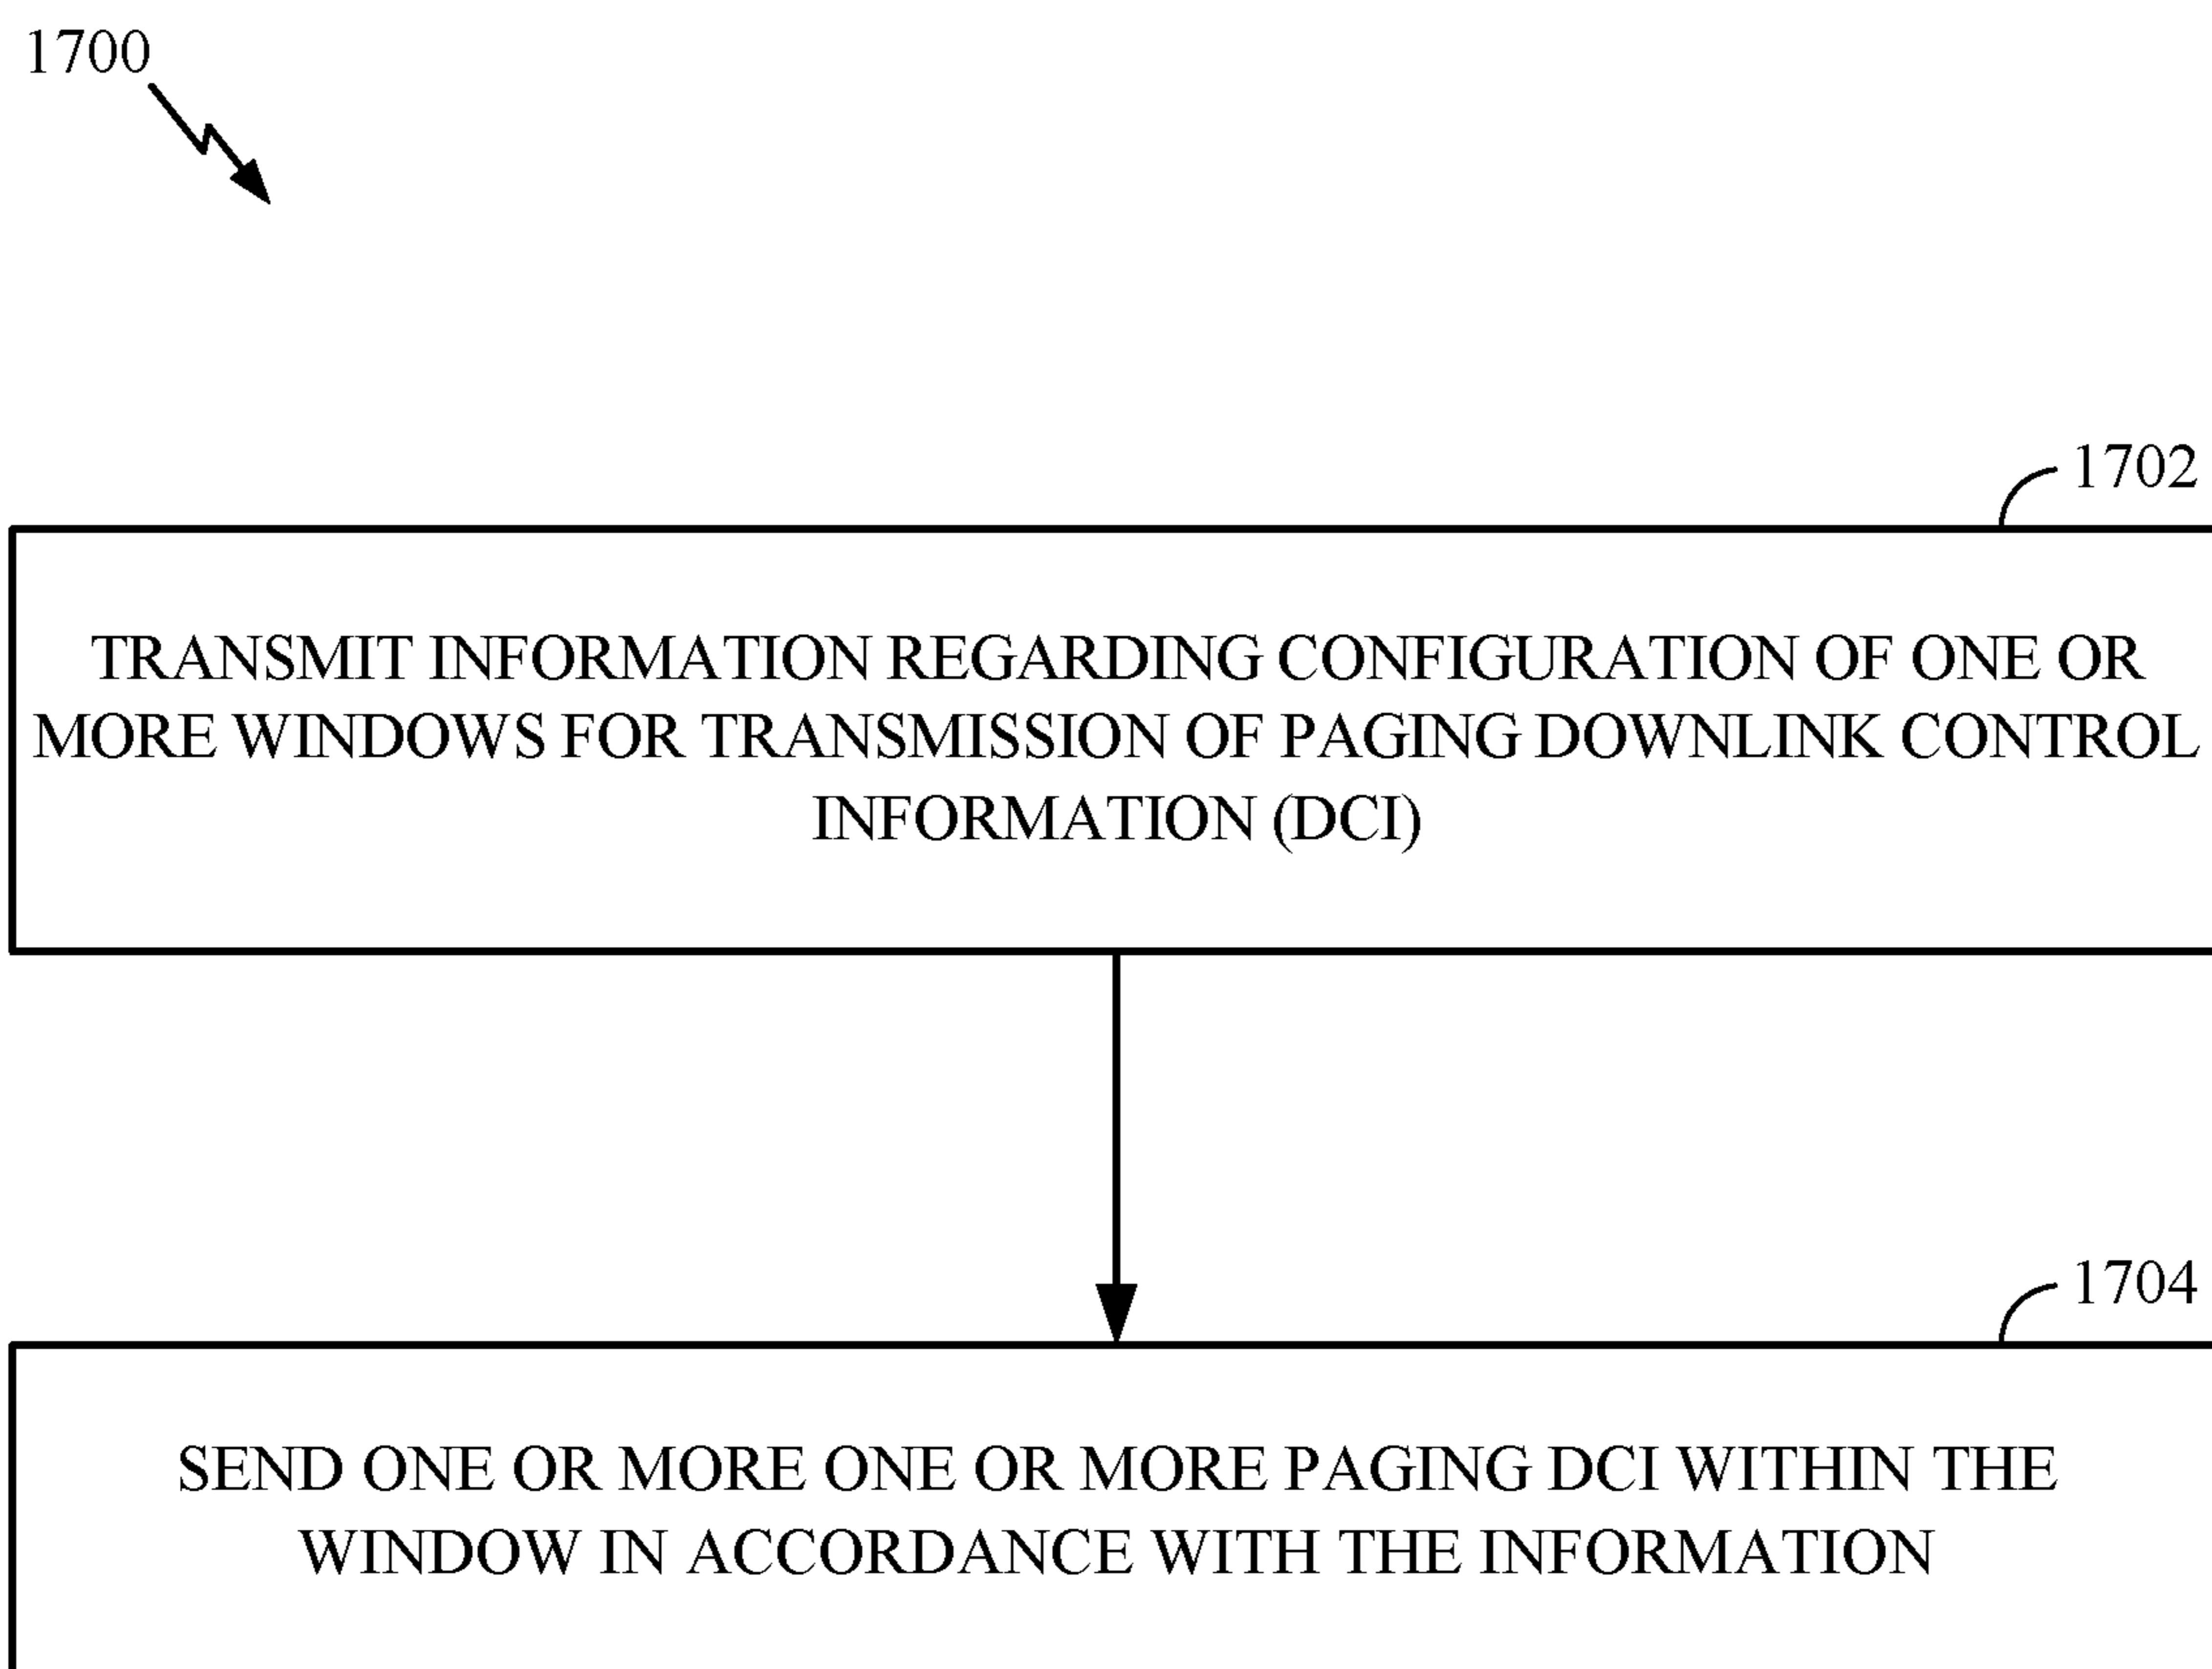 1700
1702
TRANSMIT INFORMATION REGARDING CONFIGURATION OF ONE OR
MORE WINDOWS FOR TRANSMISSION OF PAGING DOWNLINK CONTROL
INFORMATION (DCI)
1704
SEND ONE OR MORE ONE OR MORE PAGING DCI WITHIN THE
WINDOW IN ACCORDANCE WITH THE INFORMATION